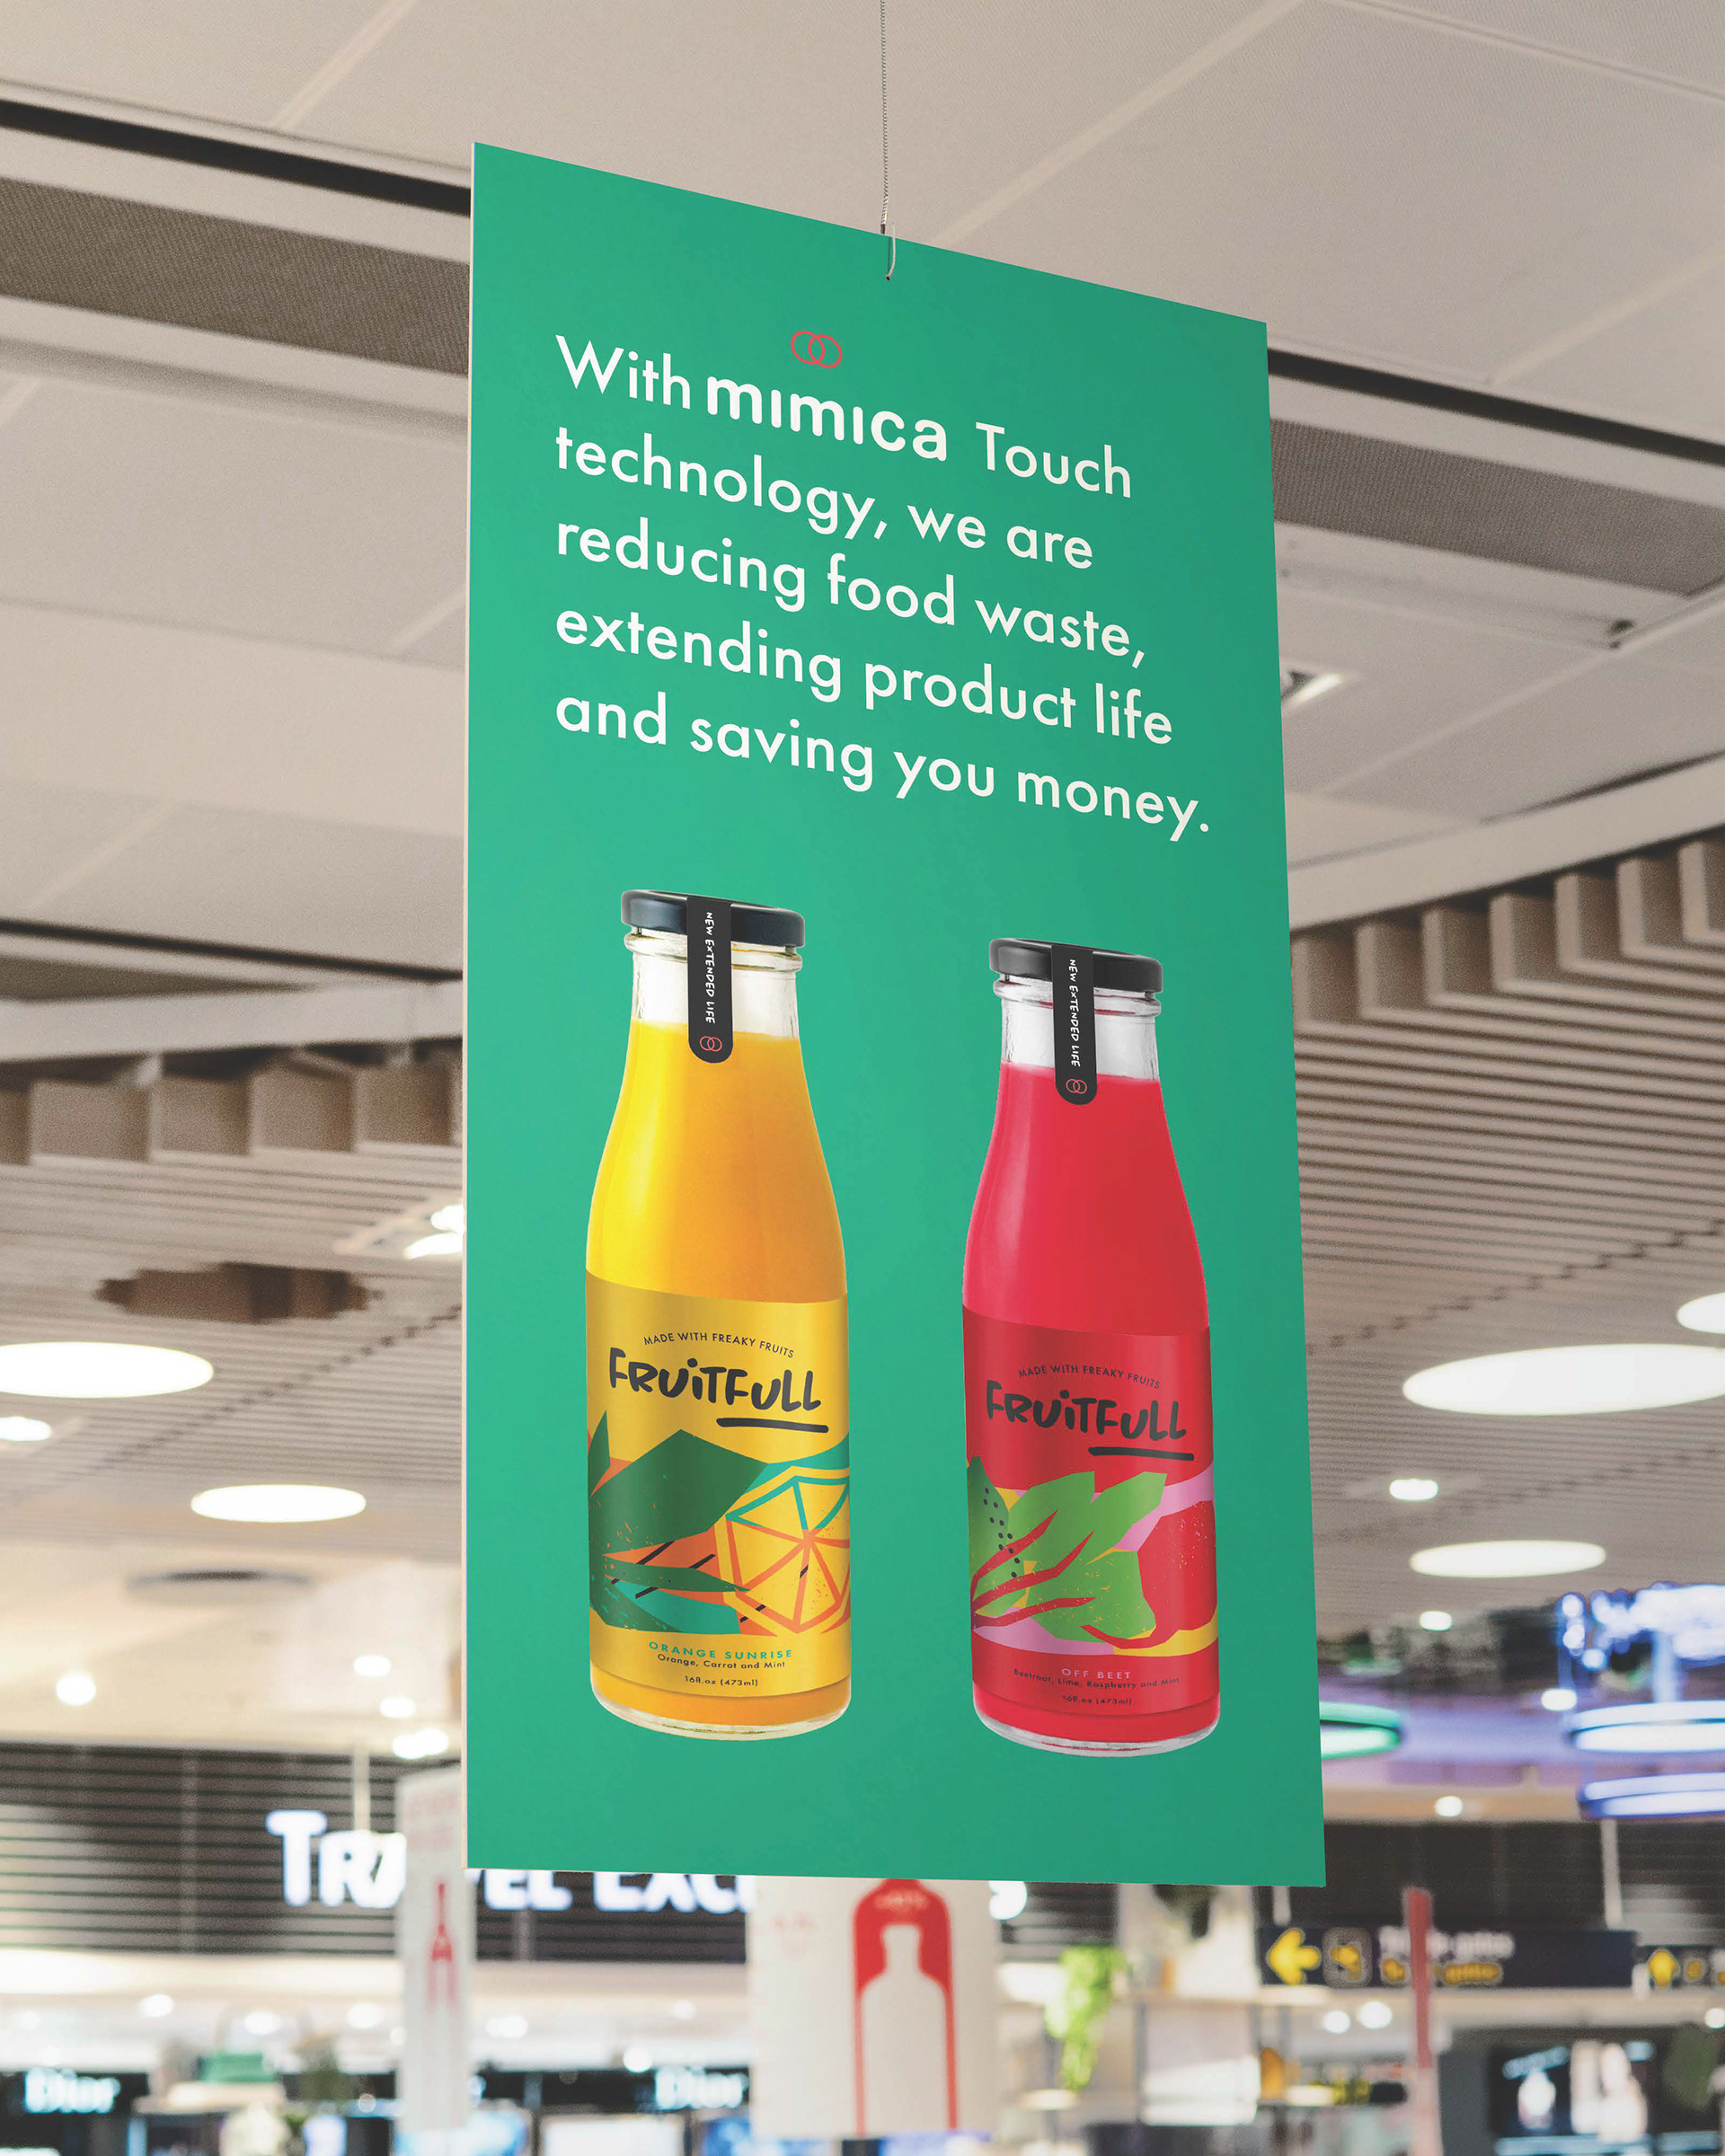 With mimica Touch
technology, we are
reducing food waste,
extending product life
and saving you money.
NEW EXTENDED LIFE
NEW EXTENDED LIFE
MADE WITH FREAKY FRUITS
FRUiTFULL
ORANGE SUNRISE
Orange, Carrot and Mint
16fl.oz (473ml)
MADE WITH FREAKY FRUITS
FRUiTFULL
OFF BEET
Beetroot, Lime, Raspberry and Mint
16fl.oz (473ml)
Dior
Dior